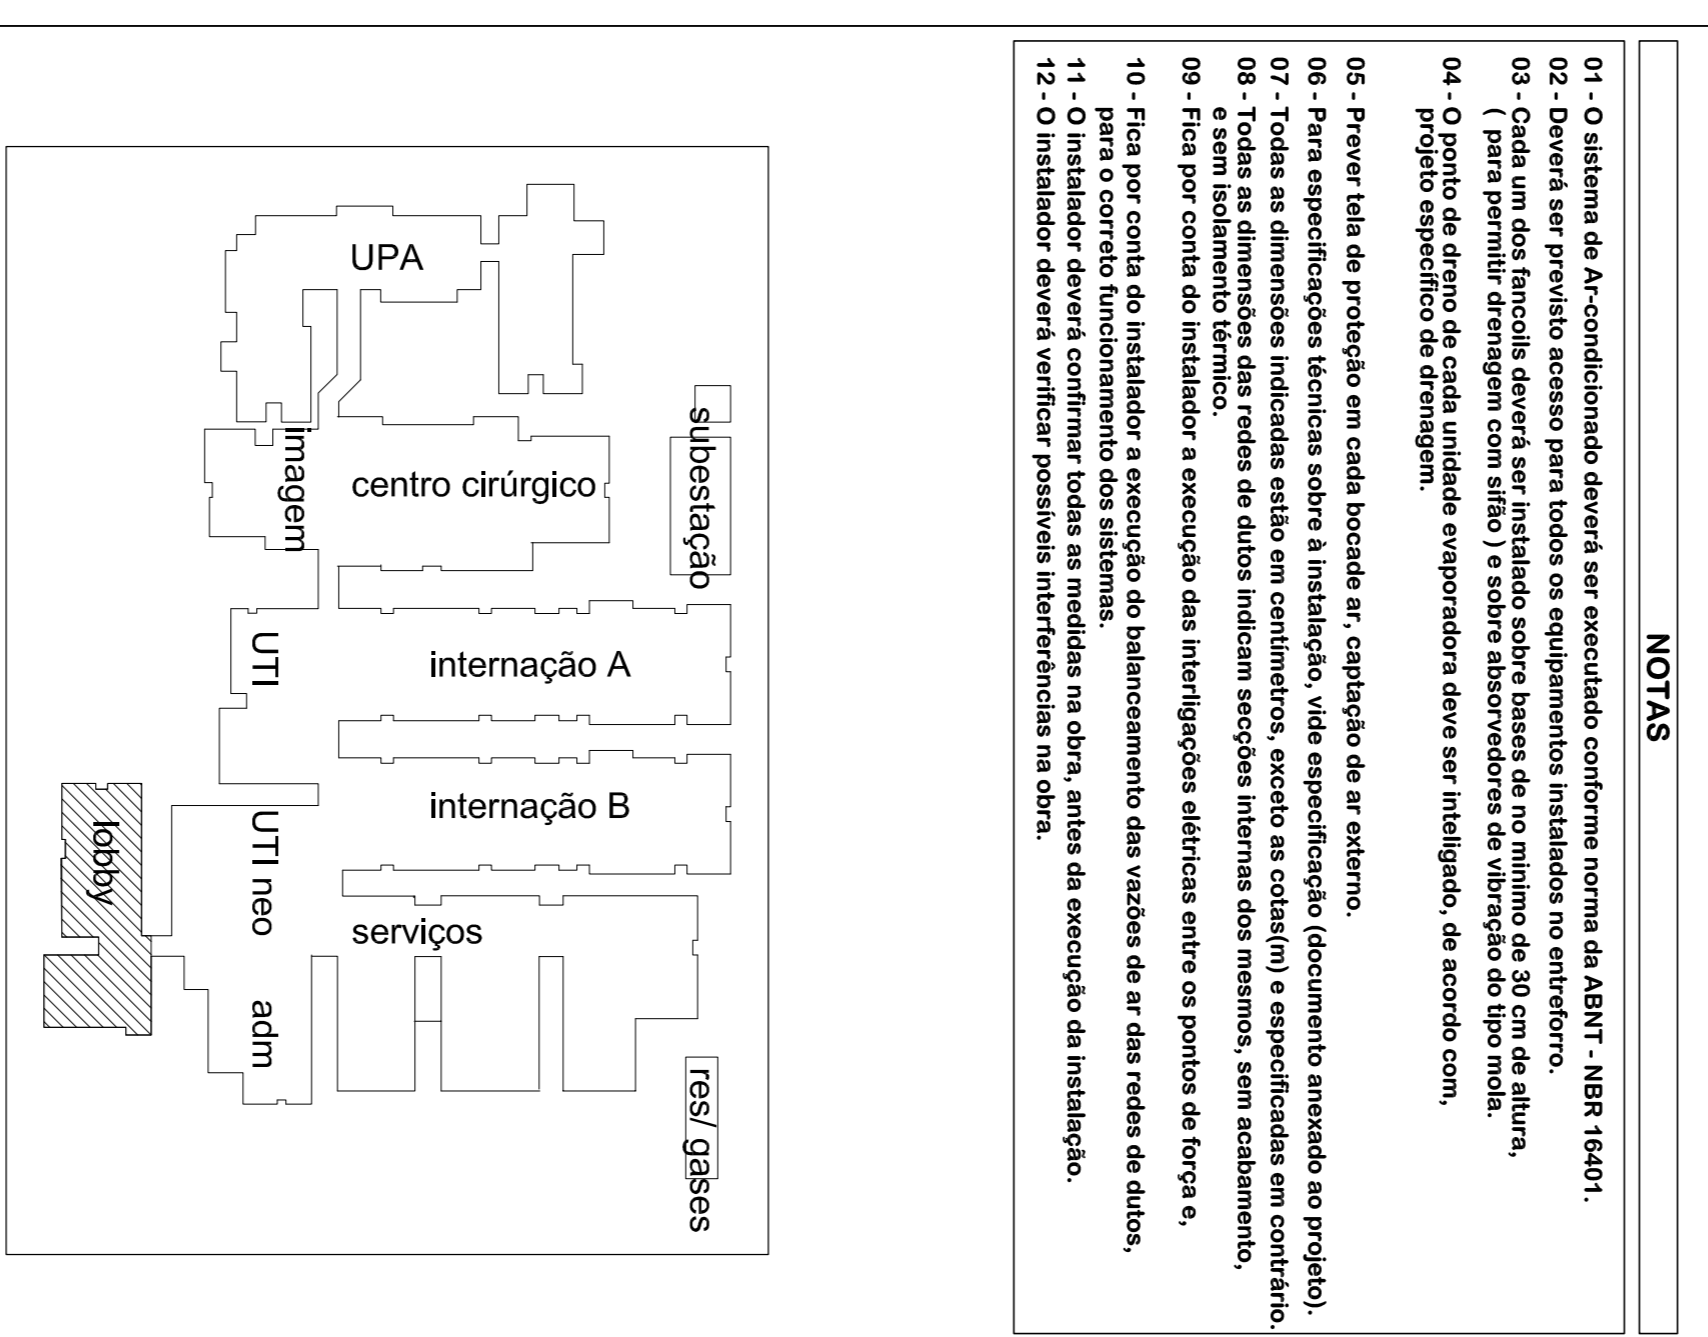 NOTAS
01 - O sistema de Ar-condicionado deverá ser executado conforme norma da ABNT - NBR 16401.
02 - Deverá ser previsto acesso para todos os equipamentos instalados no entreforro.
03 - Cada um dos fancoils deverá ser instalado sobre bases de no minimo de 30 cm de altura,
( para permitir drenagem com sifão ) e sobre absorvedores de vibração do tipo mola.
04 - O ponto de dreno de cada unidade evaporadora deve ser inteligado, de acordo com,
projeto específico de drenagem.
05 - Prever tela de proteção em cada bocade ar, captação de ar externo.
06 - Para especificações técnicas sobre à instalação, vide especificação (documento anexado ao projeto).
07 - Todas as dimensões indicadas estão em centímetros, exceto as cotas(m) e especificadas em contrário.
08 - Todas as dimensões das redes de dutos indicam secções internas dos mesmos, sem acabamento,
e sem isolamento térmico.
09 - Fica por conta do instalador a execução das interligações elétricas entre os pontos de força e,
10 - Fica por conta do instalador a execução do balanceamento das vazões de ar das redes de dutos,
para o correto funcionamento dos sistemas.
11 - O instalador deverá confirmar todas as medidas na obra, antes da execução da instalação.
12 - O instalador deverá verificar possíveis interferências na obra.
UPA
subestação
imagem
centro cirúrgico
UTI
internação A
internação B
lobby
UTI neo
serviços
adm
res/ gases